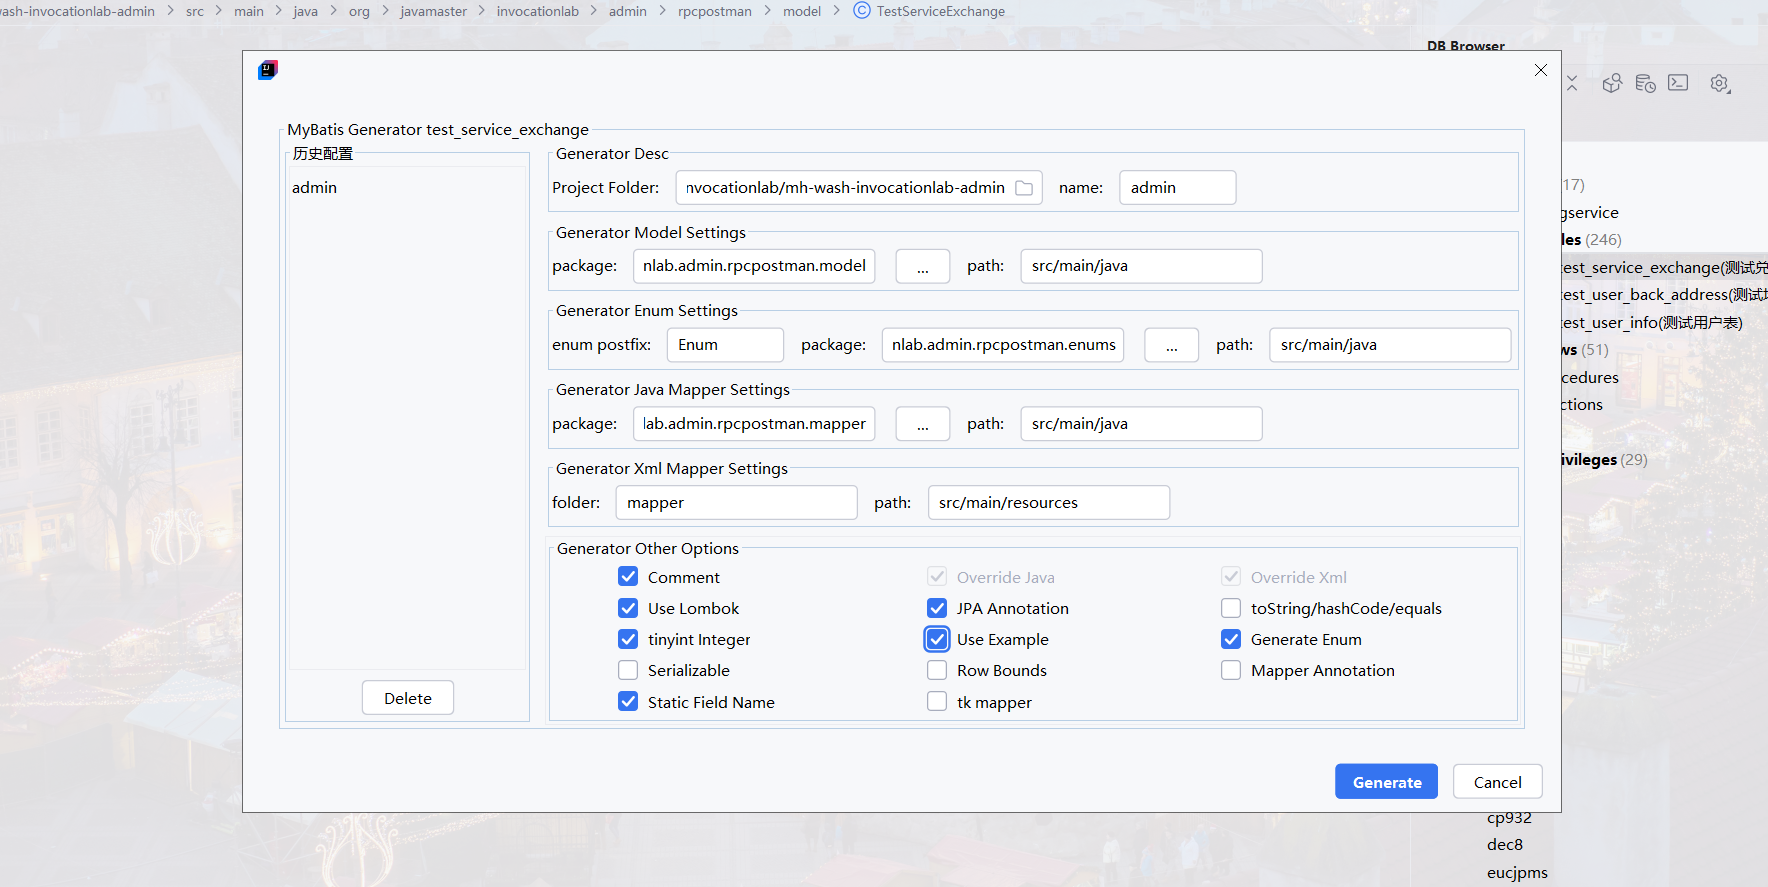 wash-invocationlab-admin > src > main > java > org > javamaster > invocationlab > admin > rpcpostman > model > TestServiceExchange
DB Browser
MyBatis Generator test_service_exchange
历史配置
admin
Delete
Generator Desc
Project Folder: nvocationlab/mh-wash-invocationlab-admin name: admin
Generator Model Settings
package: nlab.admin.rpcpostman.model ... path: src/main/java
Generator Enum Settings
enum postfix: Enum package: nlab.admin.rpcpostman.enums ... path: src/main/java
Generator Java Mapper Settings
package: lab.admin.rpcpostman.mapper ... path: src/main/java
Generator Xml Mapper Settings
folder: mapper path: src/main/resources
Generator Other Options
Comment Override Java Override Xml
Use Lombok JPA Annotation toString/hashCode/equals
tinyint Integer Use Example Generate Enum
Serializable Row Bounds Mapper Annotation
Static Field Name tk mapper
Generate Cancel
17)
gservice
les (246)
test_service_exchange(测试兑
test_user_back_address(测试
test_user_info(测试用户表)
ws (51)
cedures
ctions
ivileges (29)
cp932
dec8
eucjpms